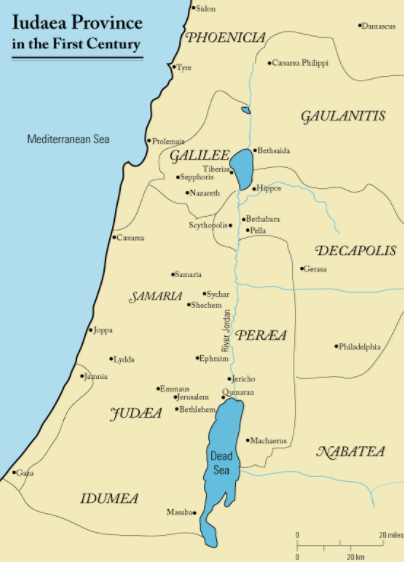 Iudaea Province
in the First Century
Sidon
PHOENICIA
Damascus
Tyre
Cæsarea Philippi
GAULANITIS
Mediterranean Sea
Ptolemais
GALILEE
Bethsaida
Tiberias
Sepphoris
Hippos
Nazareth
Bethabara
Scythopolis
Pella
Cæsarea
DECAPOLIS
Gerasa
Samaria
SAMARIA
Sychar
Shechem
River Jordan
Joppa
PERÆA
Philadelphia
Lydda
Ephraim
Jamnia
Jericho
Emmaus
Jerusalem
Qumran
JUDÆA
Bethlehem
Machaerus
NABATEA
Dead
Sea
Gaza
IDUMEA
Masada
0 20 miles
0 20 km